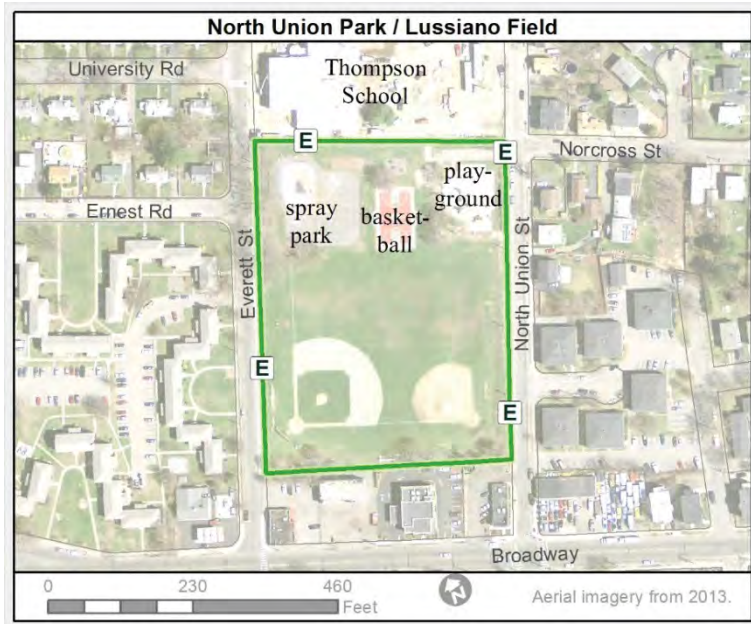 North Union Park / Lussiano Field
University Rd
Thompson
School
E
E
Norcross St
play-
ground
Ernest Rd
spray
park
basket-
ball
Everett St
North Union St
E
E
Broadway
0
230
460
Feet
N
Aerial imagery from 2013.